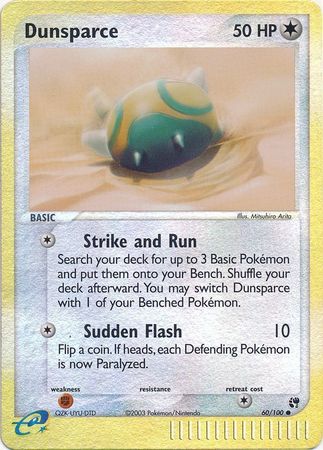 Dunsparce 50 HP
BASIC
Illus. Mitsuhiro Arita
Strike and Run
Search your deck for up to 3 Basic Pokémon
and put them onto your Bench. Shuffle your
deck afterward. You may switch Dunsparce
with 1 of your Benched Pokémon.
Sudden Flash 10
Flip a coin. If heads, each Defending Pokémon
is now Paralyzed.
weakness resistance retreat cost
QZK-UYU-DTD ©2003 Pokémon/Nintendo 60/100
e